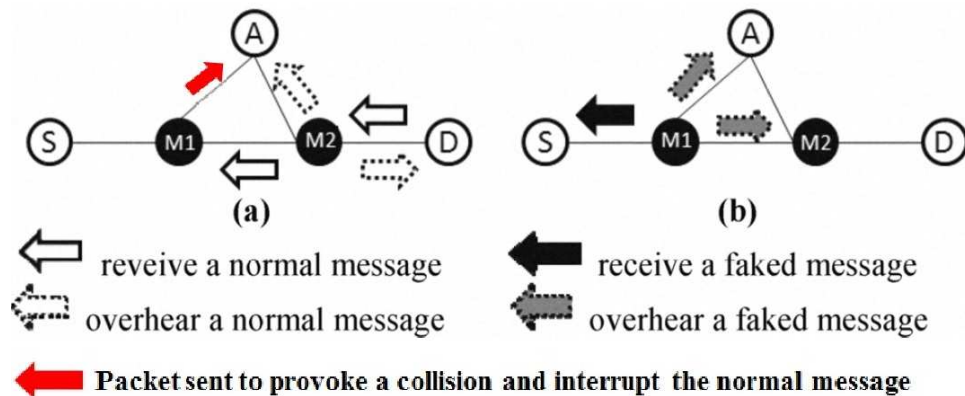 A
A
S
M1
M2
D
S
M1
M2
D
(a)
(b)
reveive a normal message
receive a faked message
overhear a normal message
overhear a faked message
Packet sent to provoke a collision and interrupt the normal message